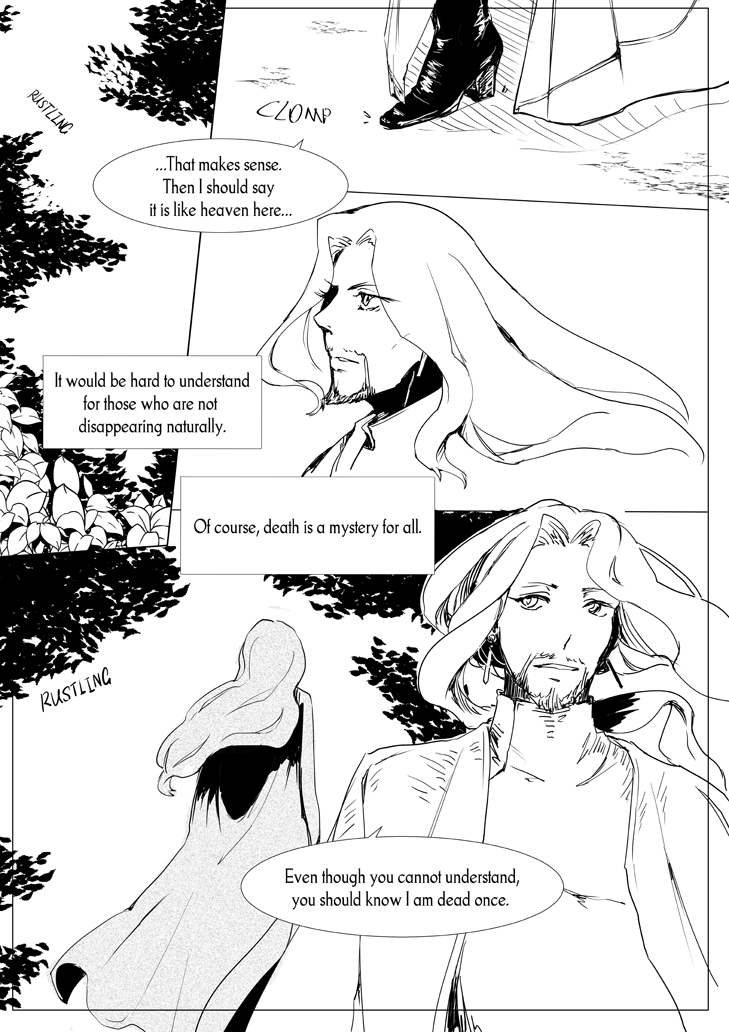 RUSTLING
CLOMP
...That makes sense.
Then I should say
it is like heaven here...
It would be hard to understand
for those who are not
disappearing naturally.
Of course, death is a mystery for all.
RUSTLING
Even though you cannot understand,
you should know I am dead once.